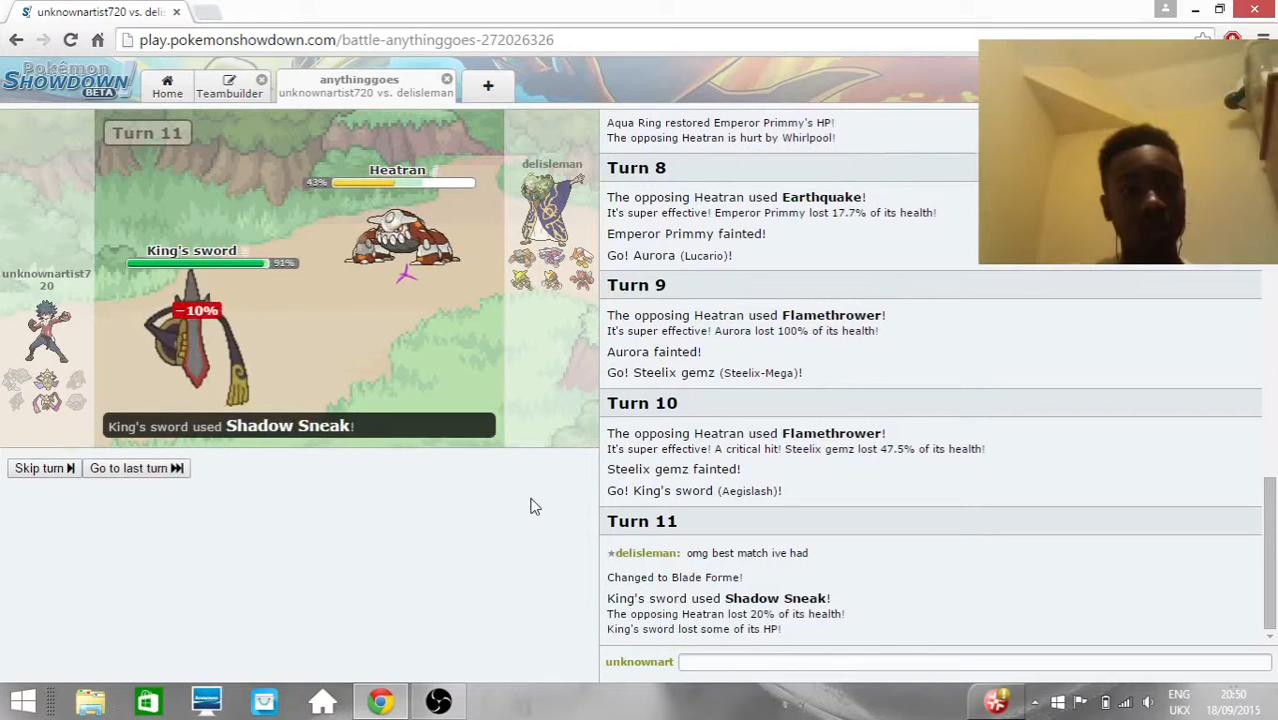 unknownartist720 vs. delis
play.pokemonshowdown.com/battle-anythinggoes-272026326
Pokémon
SHOWDOWN
BETA
Home
Teambuilder
anythinggoes
unknownartist720 vs. delisleman
+
Turn 11
Heatran
43%
delisleman
King's sword
91%
unknownartist7
20
−10%
King's sword used Shadow Sneak!
Skip turn
Go to last turn
Aqua Ring restored Emperor Primmy's HP!
The opposing Heatran is hurt by Whirlpool!
Turn 8
The opposing Heatran used Earthquake!
It's super effective! Emperor Primmy lost 17.7% of its health!
Emperor Primmy fainted!
Go! Aurora (Lucario)!
Turn 9
The opposing Heatran used Flamethrower!
It's super effective! Aurora lost 100% of its health!
Aurora fainted!
Go! Steelix gemz (Steelix-Mega)!
Turn 10
The opposing Heatran used Flamethrower!
It's super effective! A critical hit! Steelix gemz lost 47.5% of its health!
Steelix gemz fainted!
Go! King's sword (Aegislash)!
Turn 11
★delisleman: omg best match ive had
Changed to Blade Forme!
King's sword used Shadow Sneak!
The opposing Heatran lost 20% of its health!
King's sword lost some of its HP!
unknownart
ENG
UKX
20:50
18/09/2015